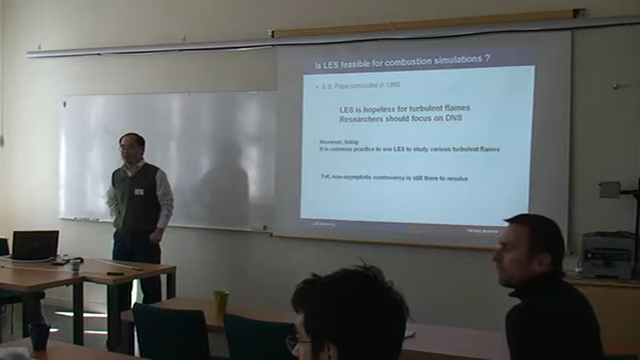 Is LES feasible for combustion simulations ?
S.B. Pope concluded in 1990
LES is hopeless for turbulent flames
Researchers should focus on DNS
However, today
It is common practice to use LES to study various turbulent flames
Yet, non-asymptotic controversy is still there to resolve